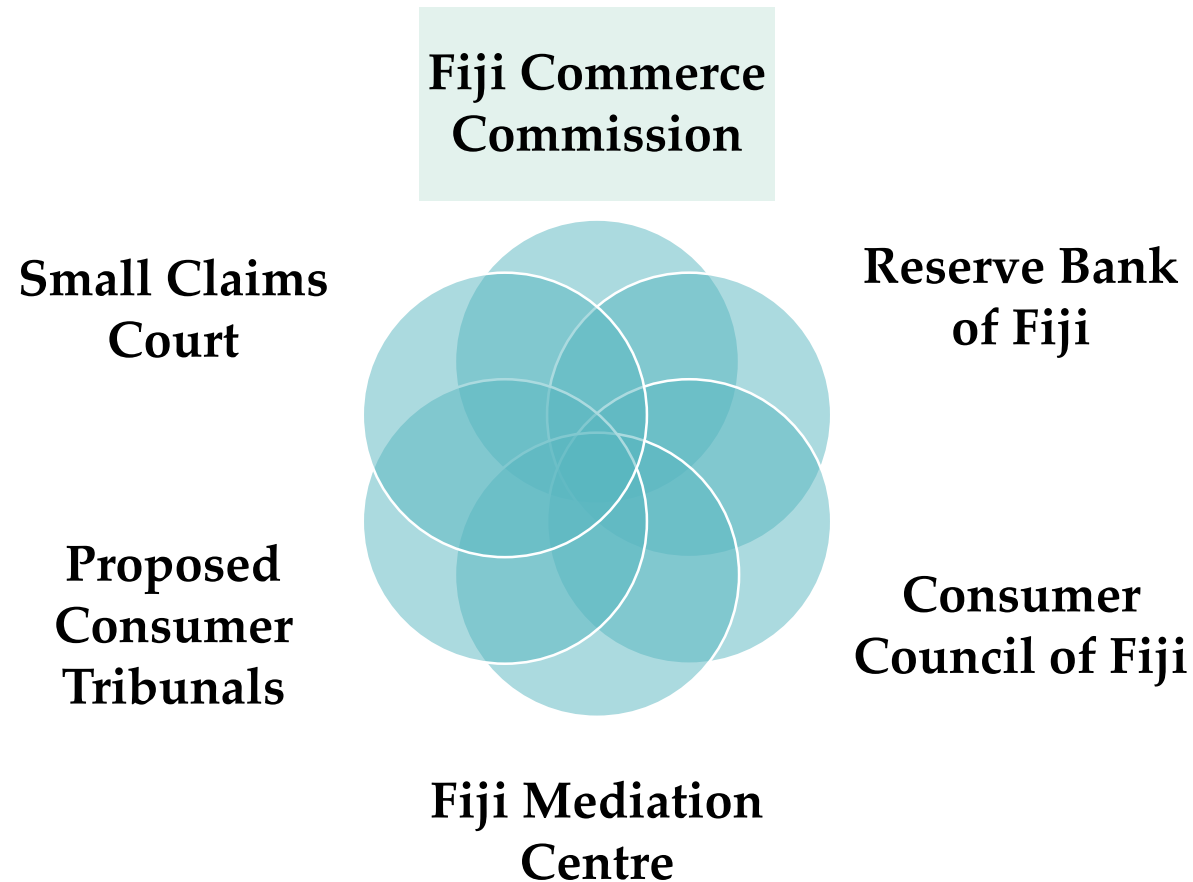 Fiji Commerce
Commission
Small Claims
Court
Reserve Bank
of Fiji
Proposed
Consumer
Tribunals
Consumer
Council of Fiji
Fiji Mediation
Centre